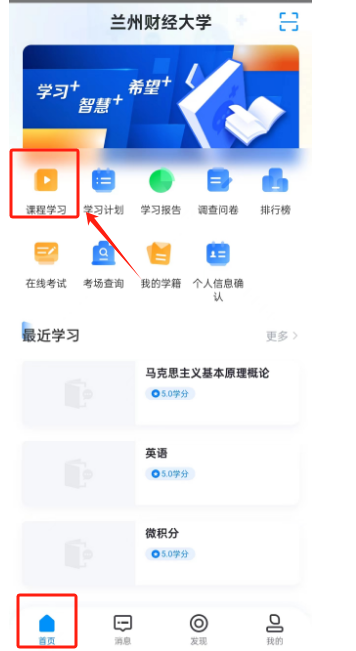 兰州财经大学
学习+
智慧+
希望+
课程学习 学习计划 学习报告 调查问卷 排行榜
在线考试 考场查询 我的学籍 个人信息确
认
最近学习 更多 >
马克思主义基本原理概论
5.0学分
英语
5.0学分
微积分
5.0学分
首页 消息 发现 我的